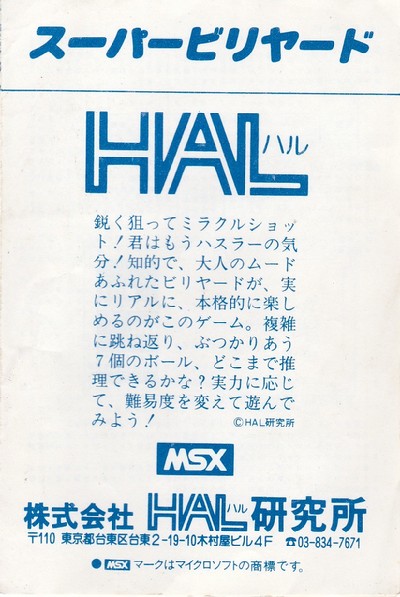 スーパービリヤード
HAL ハル
鋭く狙ってミラクルショッ
ト!君はもうハスラーの気
分!知的で、大人のムード
あふれたビリヤードが、実
にリアルに、本格的に楽し
めるのがこのゲーム。複雑
に跳ね返り、ぶつかりあう
7個のボール、どこまで推
理できるかな?実力に応じ
て、難易度を変えて遊んで
みよう!
©HAL研究所
MSX
株式会社 HAL ハル 研究所
〒110 東京都台東区台東2-19-10木村屋ビル4F ☎03-834-7671
●MSX マークはマイクロソフトの商標です。